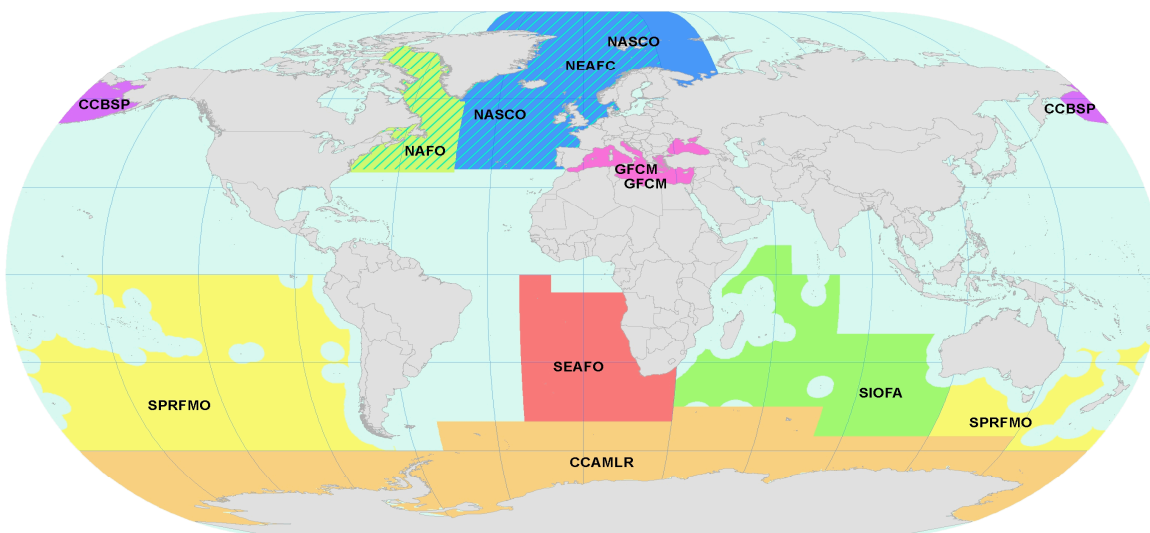 NASCO
NEAFC
CCBSP
CCBSP
NASCO
NAFO
GFCM
GFCM
SEAFO
SIOFA
SPRFMO
SPRFMO
CCAMLR